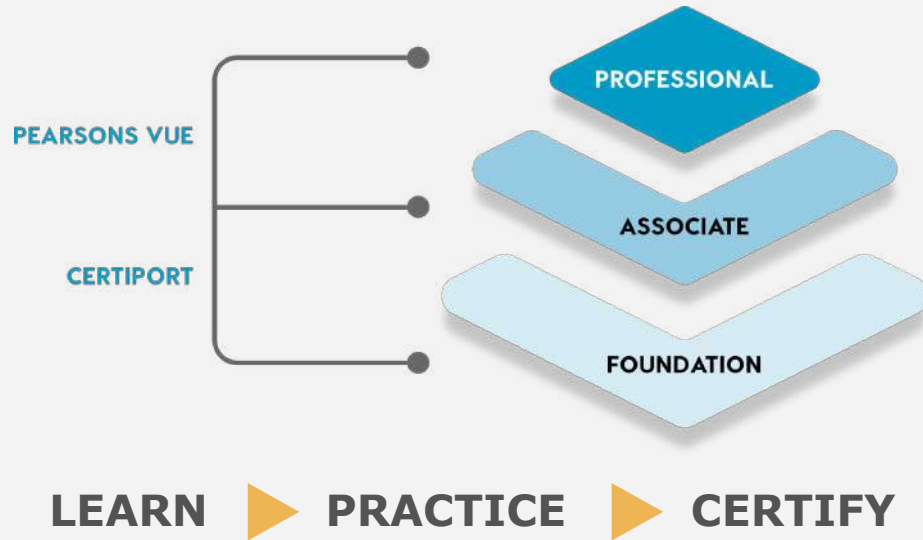 PROFESSIONAL
PEARSONS VUE
ASSOCIATE
CERTIPORT
FOUNDATION
LEARN PRACTICE CERTIFY